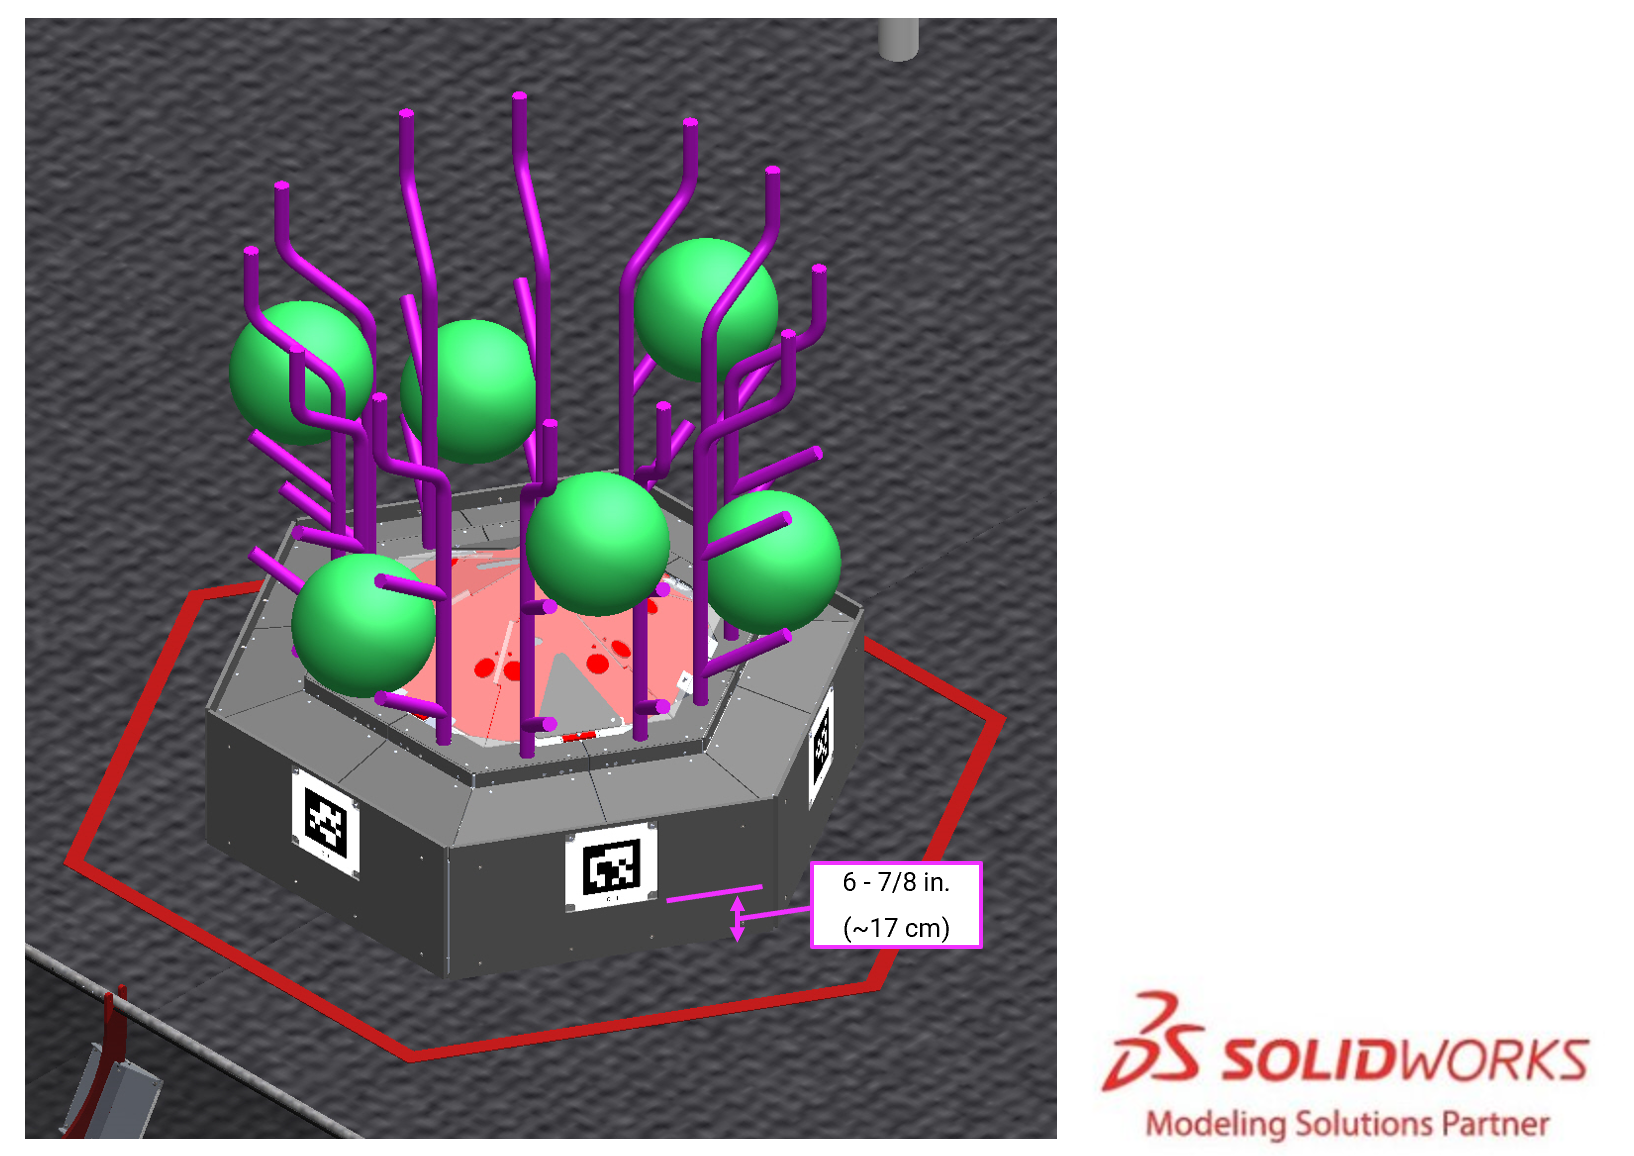 6 - 7/8 in.
(~17 cm)
SOLIDWORKS
Modeling Solutions Partner